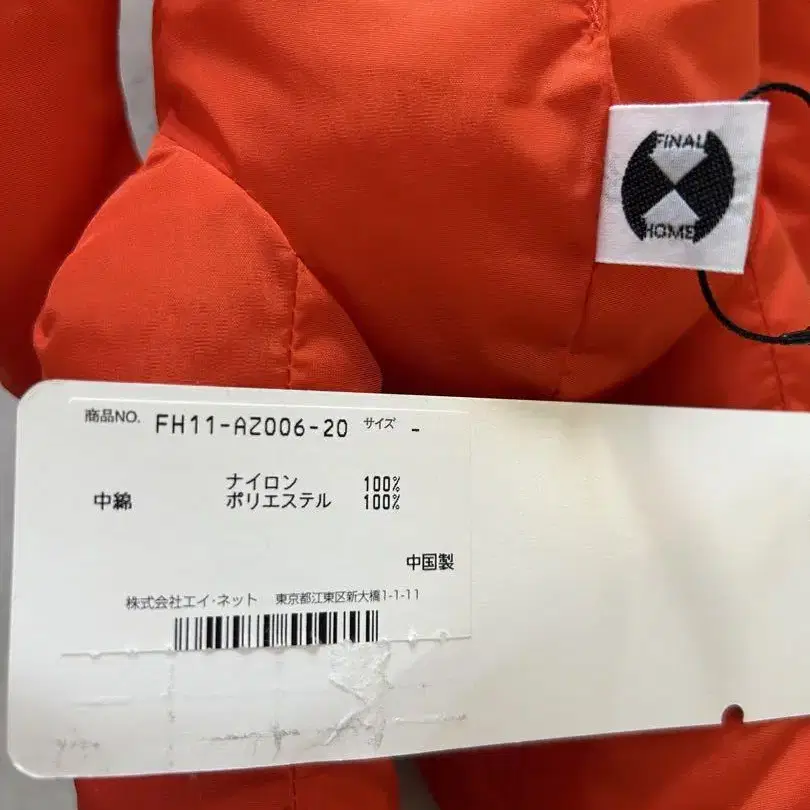 FINAL
HOME
商品NO. FH11-AZ006-20 サイズ -
ナイロン 100%
中綿 ポリエステル 100%
中国製
株式会社エイ・ネット 東京都江東区新大橋1-1-11